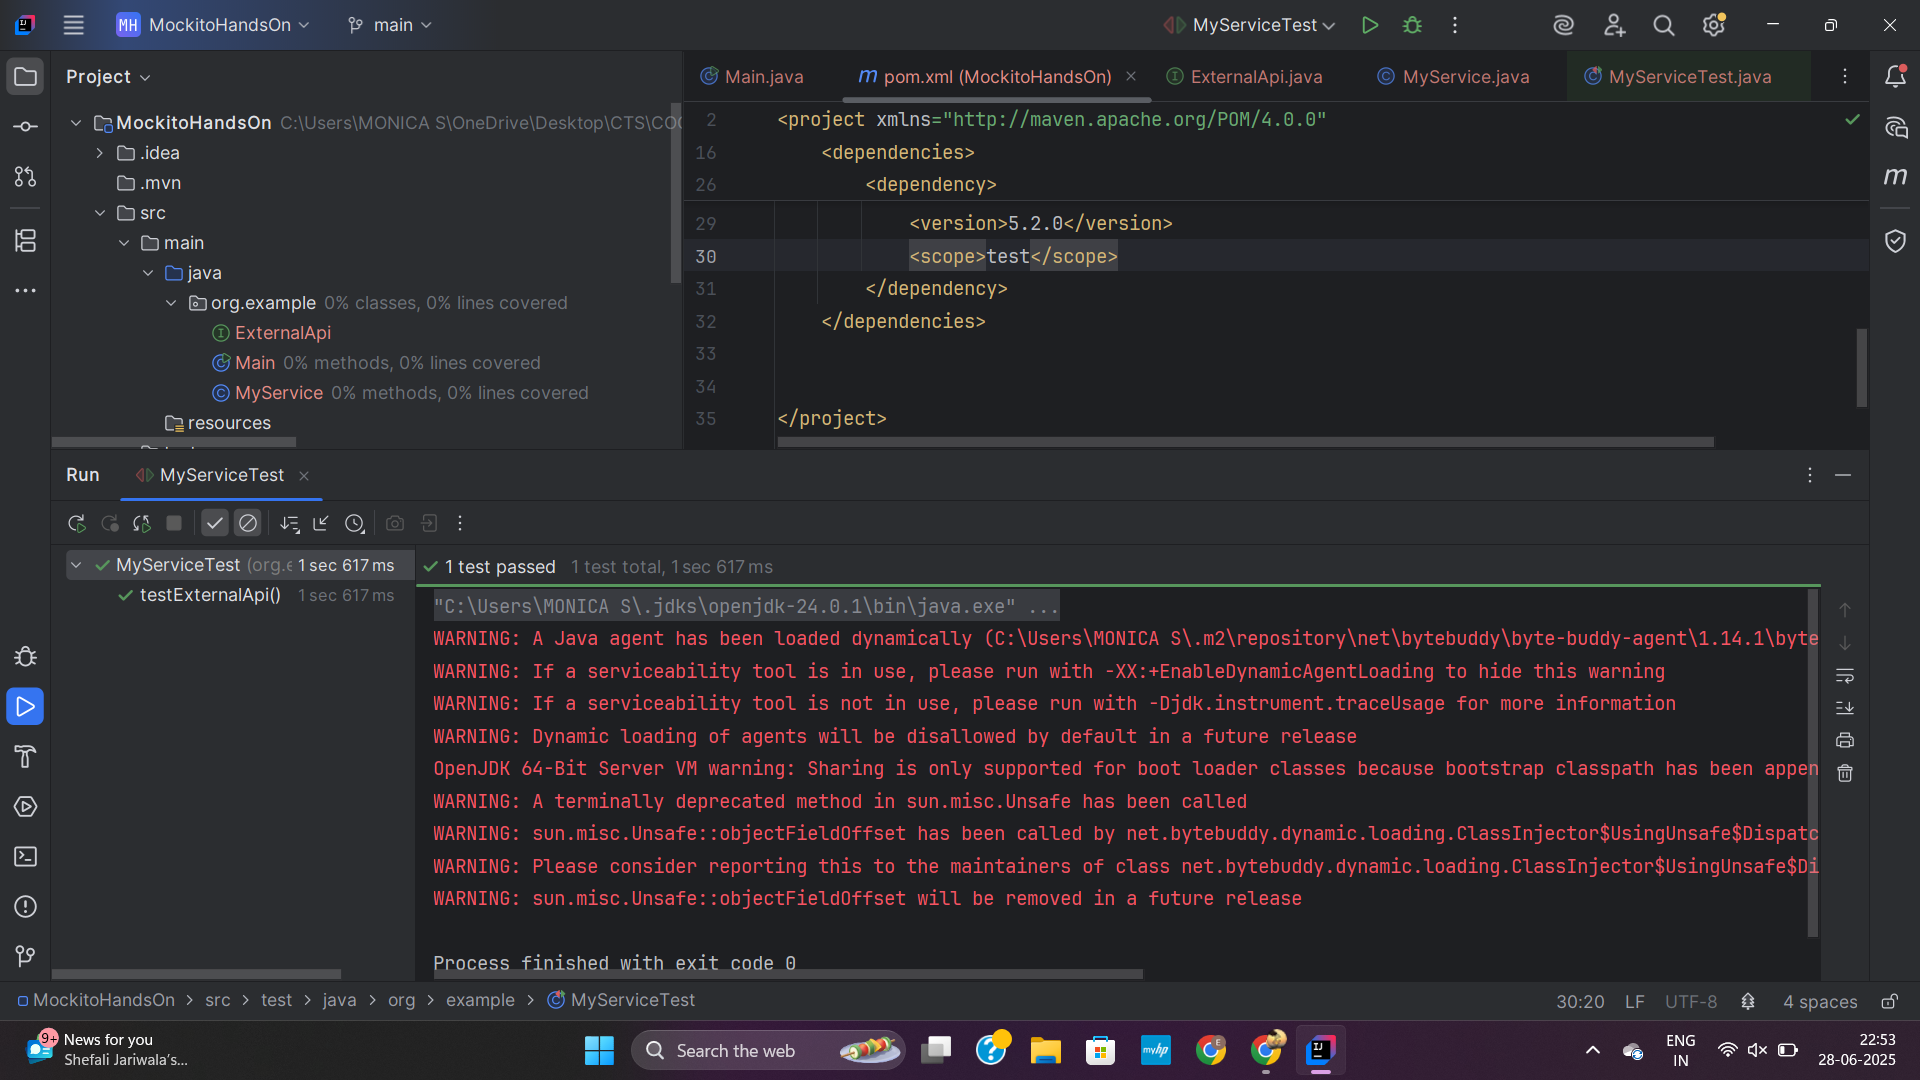 MH MockitoHandsOn main MyServiceTest
Project
Main.java pom.xml (MockitoHandsOn) ExternalApi.java MyService.java MyServiceTest.java
MockitoHandsOn C:\Users\MONICA S\OneDrive\Desktop\CTS\COG
.idea
.mvn
src
main
java
org.example 0% classes, 0% lines covered
ExternalApi
Main 0% methods, 0% lines covered
MyService 0% methods, 0% lines covered
resources
2 <project xmlns="http://maven.apache.org/POM/4.0.0"
16 <dependencies>
26 <dependency>
29 <version>5.2.0</version>
30 <scope>test</scope>
31 </dependency>
32 </dependencies>
33
34
35 </project>
Run MyServiceTest
MyServiceTest (org.e 1 sec 617 ms
testExternalApi() 1 sec 617 ms
1 test passed 1 test total, 1 sec 617 ms
"C:\Users\MONICA S\.jdks\openjdk-24.0.1\bin\java.exe" ...
WARNING: A Java agent has been loaded dynamically (C:\Users\MONICA S\.m2\repository\net\bytebuddy\byte-buddy-agent\1.14.1\byte
WARNING: If a serviceability tool is in use, please run with -XX:+EnableDynamicAgentLoading to hide this warning
WARNING: If a serviceability tool is not in use, please run with -Djdk.instrument.traceUsage for more information
WARNING: Dynamic loading of agents will be disallowed by default in a future release
OpenJDK 64-Bit Server VM warning: Sharing is only supported for boot loader classes because bootstrap classpath has been appen
WARNING: A terminally deprecated method in sun.misc.Unsafe has been called
WARNING: sun.misc.Unsafe::objectFieldOffset has been called by net.bytebuddy.dynamic.loading.ClassInjector$UsingUnsafe$Dispatc
WARNING: Please consider reporting this to the maintainers of class net.bytebuddy.dynamic.loading.ClassInjector$UsingUnsafe$Di
WARNING: sun.misc.Unsafe::objectFieldOffset will be removed in a future release
Process finished with exit code 0
MockitoHandsOn > src > test > java > org > example > MyServiceTest
30:20 LF UTF-8 4 spaces
9+ News for you
Shefali Jariwala's...
Search the web
myhp
ENG
IN
22:53
28-06-2025